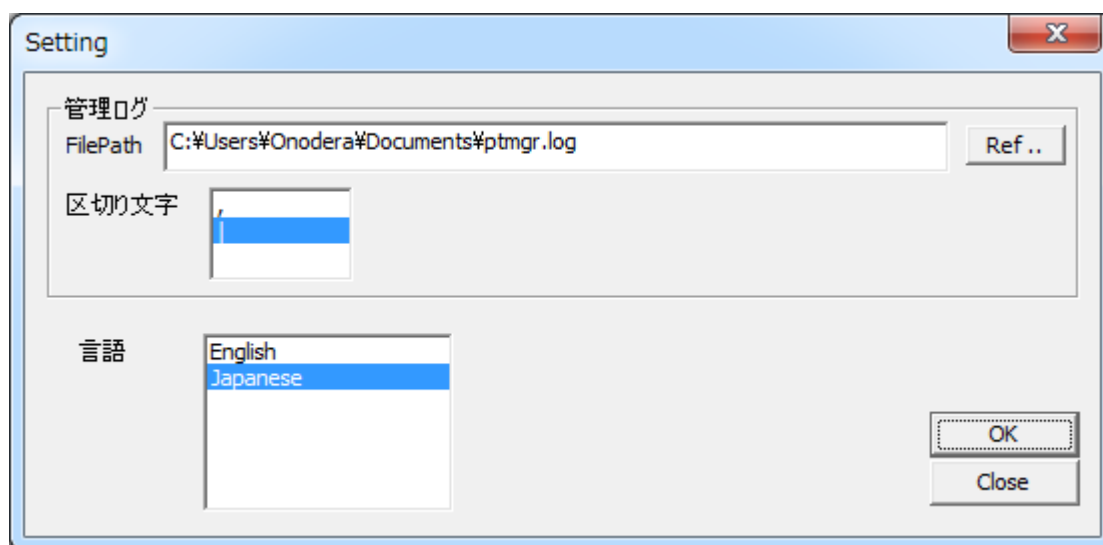 Setting
管理ログ
FilePath C:¥Users¥Onodera¥Documents¥ptmgr.log Ref ..
区切り文字
,
|
言語
English
Japanese
OK
Close